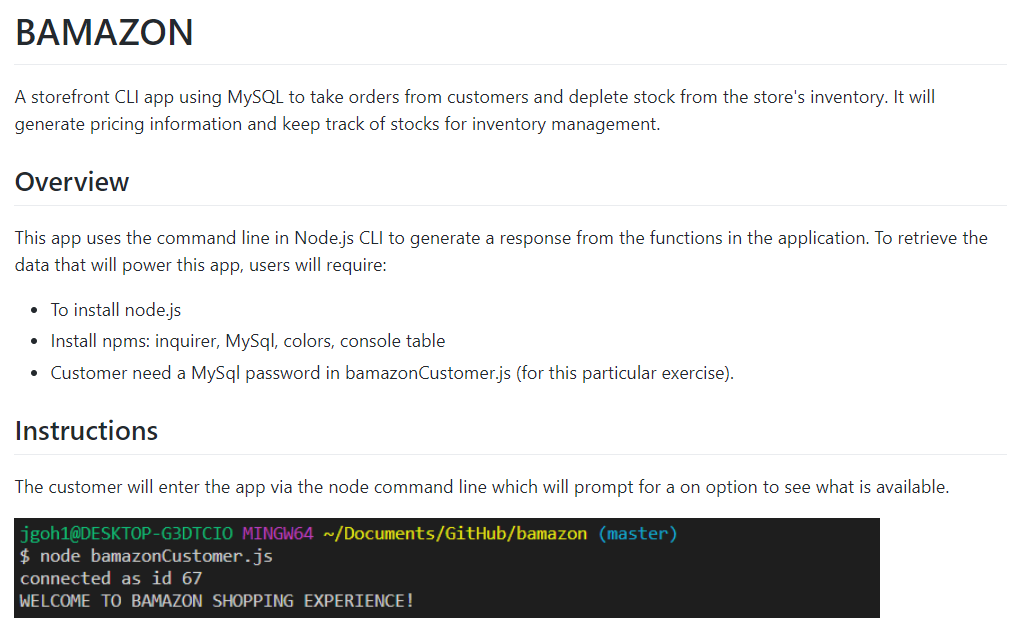 BAMAZON
A storefront CLI app using MySQL to take orders from customers and deplete stock from the store's inventory. It will
generate pricing information and keep track of stocks for inventory management.
Overview
This app uses the command line in Node.js CLI to generate a response from the functions in the application. To retrieve the
data that will power this app, users will require:
• To install node.js
• Install npms: inquirer, MySql, colors, console table
• Customer need a MySql password in bamazonCustomer.js (for this particular exercise).
Instructions
The customer will enter the app via the node command line which will prompt for a on option to see what is available.
jgoh1@DESKTOP-G3DTCIO MINGW64 ~/Documents/GitHub/bamazon (master)
$ node bamazonCustomer.js
connected as id 67
WELCOME TO BAMAZON SHOPPING EXPERIENCE!